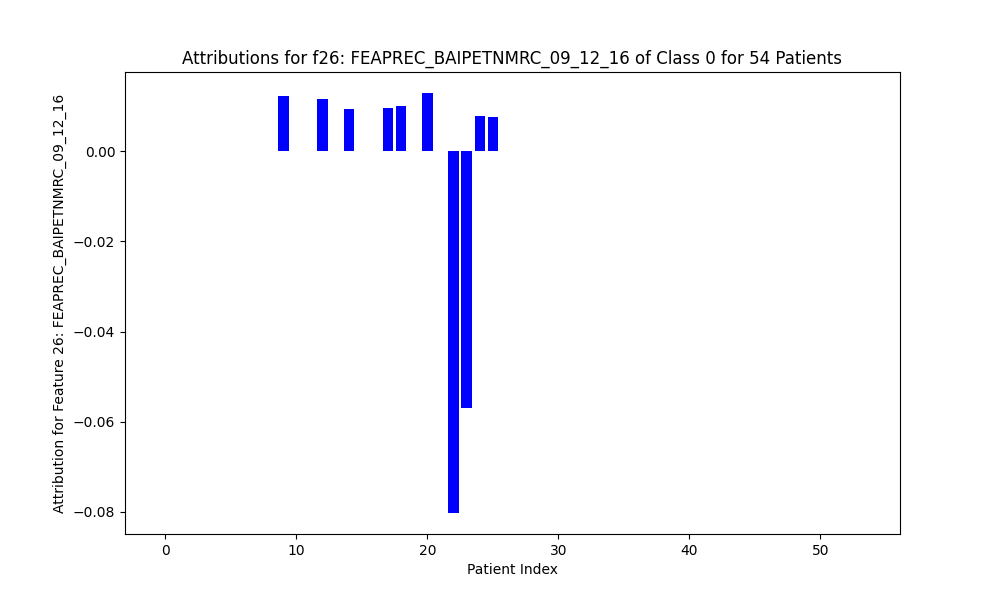 Attributions for f26: FEAPREC_BAIPETNMRC_09_12_16 of Class 0 for 54 Patients
Attribution for Feature 26: FEAPREC_BAIPETNMRC_09_12_16
0.00
−0.02
−0.04
−0.06
−0.08
0 10 20 30 40 50
Patient Index